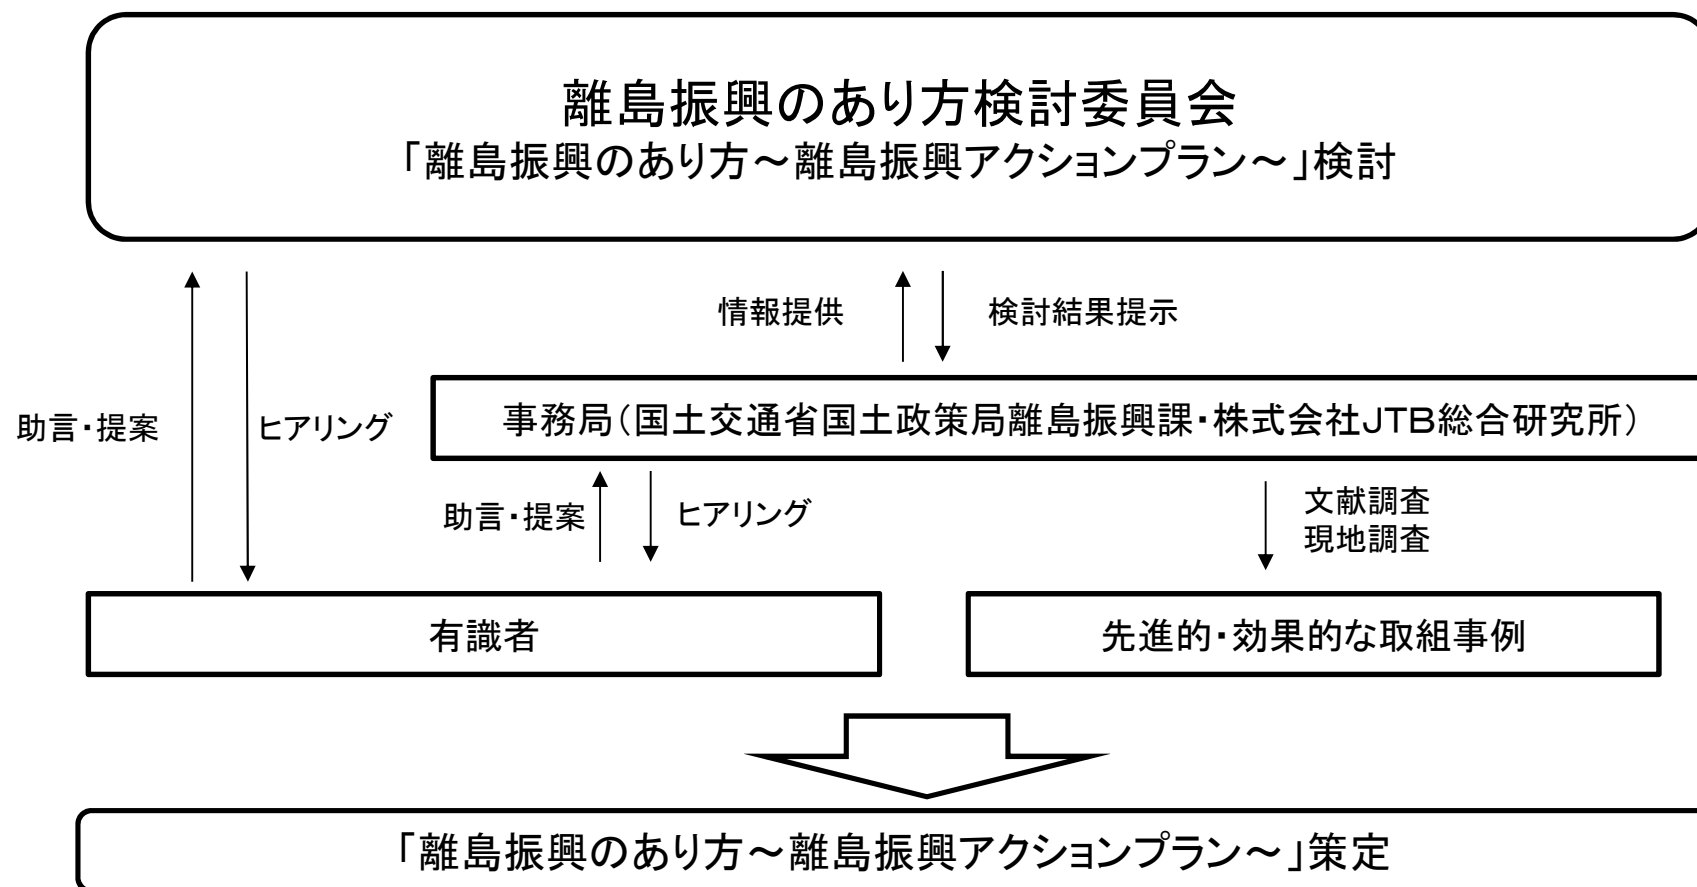 離島振興のあり方検討委員会
「離島振興のあり方～離島振興アクションプラン～」検討
情報提供
検討結果提示
助言・提案
ヒアリング
事務局(国土交通省国土政策局離島振興課・株式会社JTB総合研究所)
助言・提案
ヒアリング
文献調査
現地調査
有識者
先進的・効果的な取組事例
「離島振興のあり方～離島振興アクションプラン～」策定